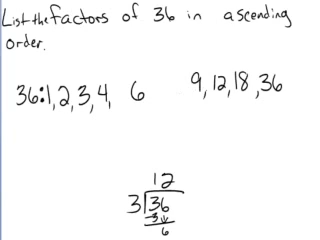 List the factors of 36 in ascending
order.
36: 1, 2, 3, 4, 6 9, 12, 18, 36
12
3 36
3↓
6